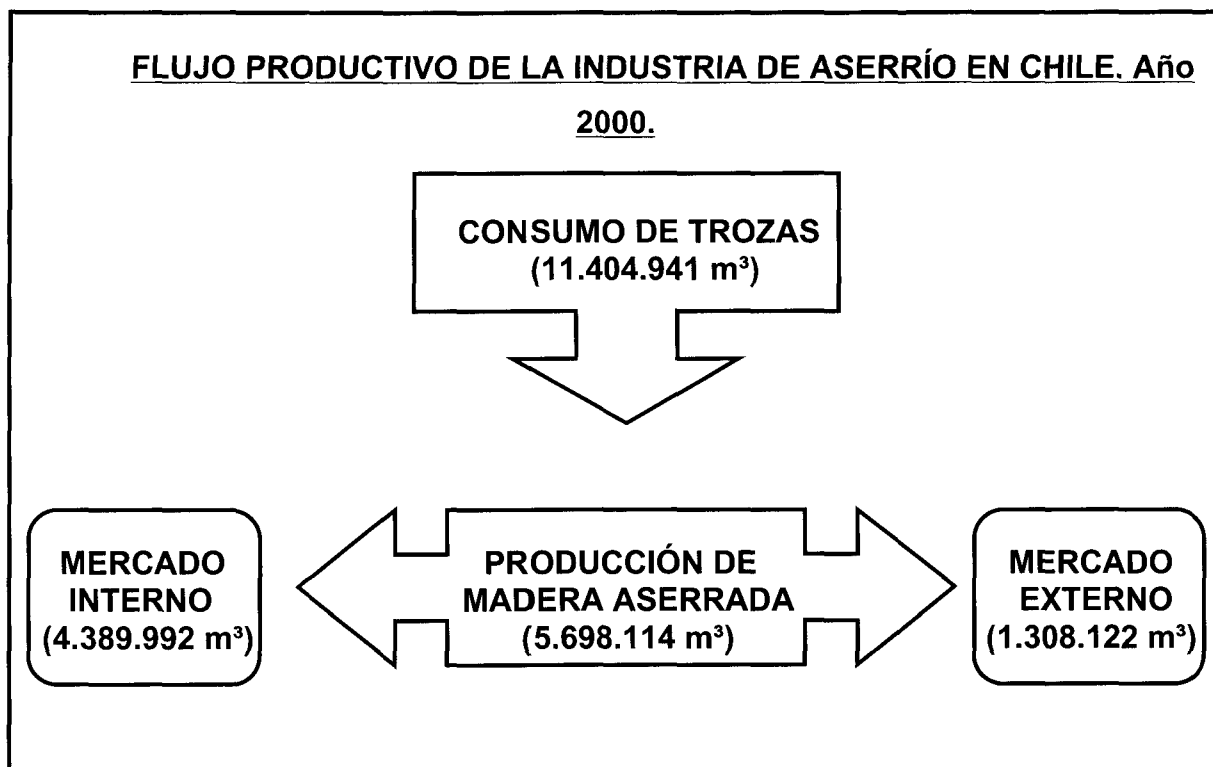 FLUJO PRODUCTIVO DE LA INDUSTRIA DE ASERRÍO EN CHILE. Año
2000.
CONSUMO DE TROZAS
(11.404.941 m³)
MERCADO
INTERNO
(4.389.992 m³)
PRODUCCIÓN DE
MADERA ASERRADA
(5.698.114 m³)
MERCADO
EXTERNO
(1.308.122 m³)